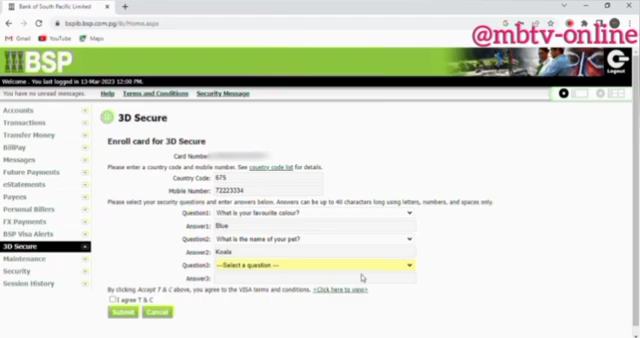 Bank of South Pacific Limited
bspib.bsp.com.pg/ib/Home.aspx
Gmail YouTube Maps
@mbtv-online
BSP
Logout
Welcome . You last logged in 13-Mar-2023 12:00 PM.
You have no unread messages. Help Terms and Conditions Security Message
Accounts
Transactions
Transfer Money
BillPay
Messages
Future Payments
eStatements
Payees
Personal Billers
FX Payments
BSP Visa Alerts
3D Secure
Maintenance
Security
Session History
3D Secure
Enroll card for 3D Secure
Card Number
Please enter a country code and mobile number. See country code list for details.
Country Code: 675
Mobile Number: 72223334
Please select your security questions and enter answers below. Answers can be up to 40 characters long using letters, numbers, and spaces only.
Question1: What is your favourite colour?
Answer1: Blue
Question2: What is the name of your pet?
Answer2: Koala
Question3: ---Select a question ---
Answer3:
By clicking Accept T & C above, you agree to the VISA terms and conditions. <Click here to view>
I agree T & C
Submit Cancel